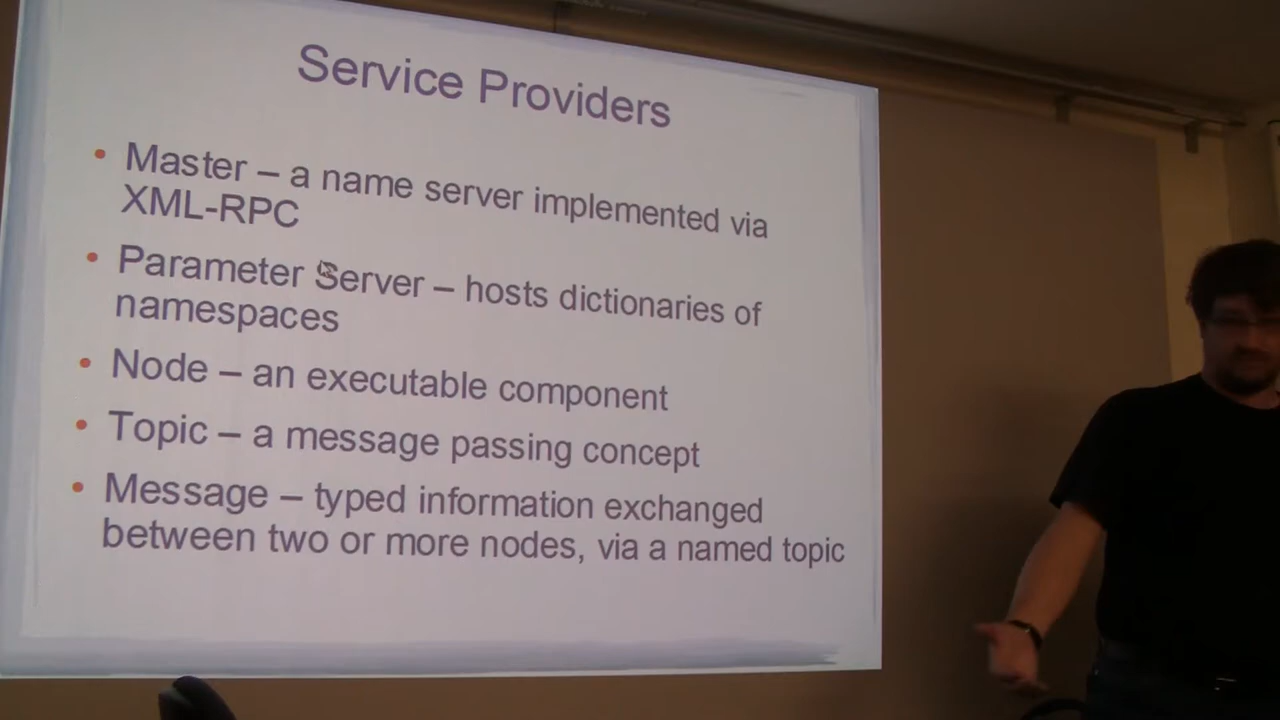 Service Providers
• Master – a name server implemented via
XML-RPC
• Parameter Server – hosts dictionaries of
namespaces
• Node – an executable component
• Topic – a message passing concept
• Message – typed information exchanged
between two or more nodes, via a named topic